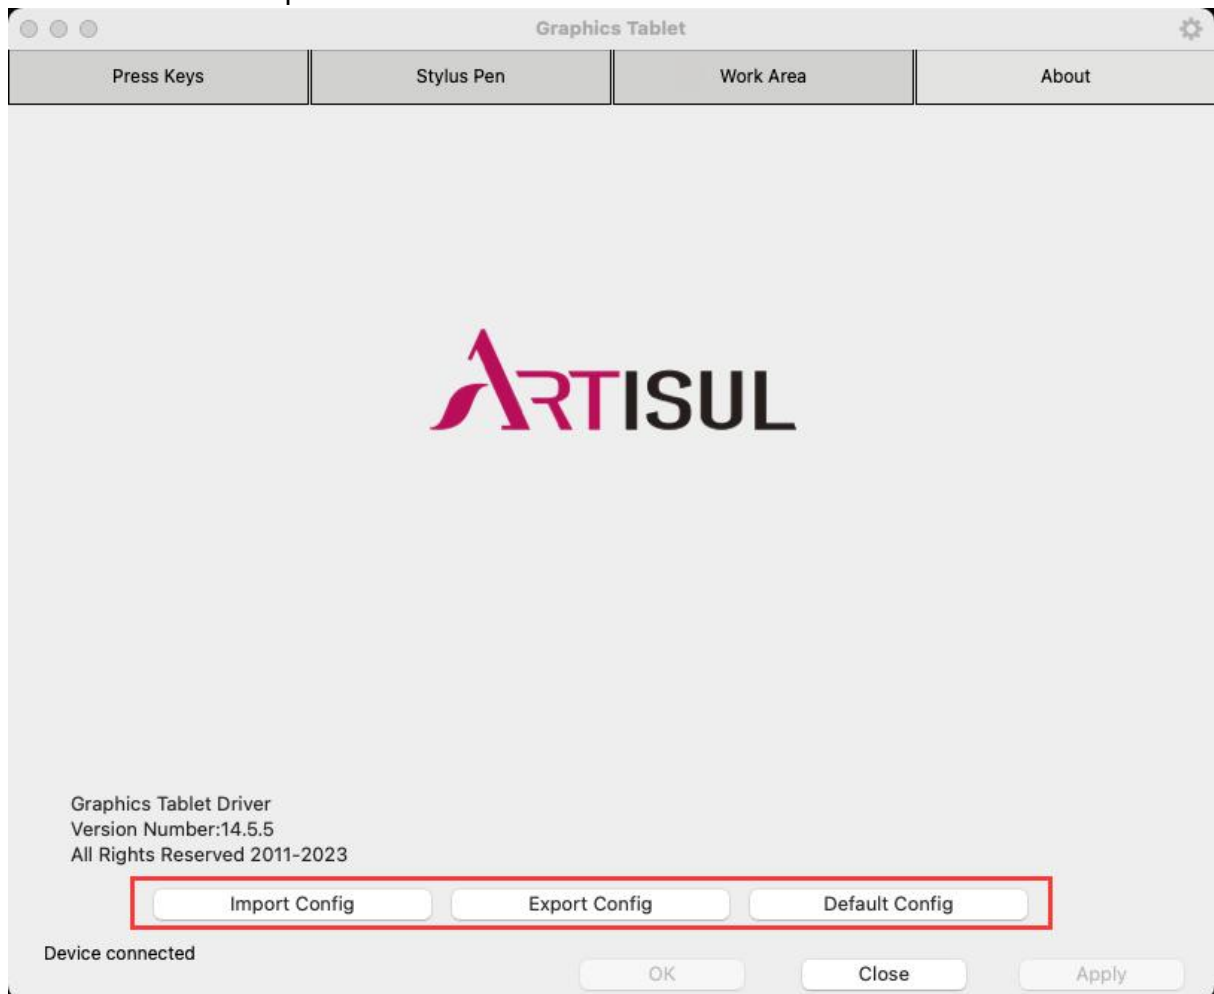 Graphics Tablet
Press Keys Stylus Pen Work Area About
ARTISUL
Graphics Tablet Driver
Version Number:14.5.5
All Rights Reserved 2011-2023
Import Config Export Config Default Config
Device connected
OK Close Apply